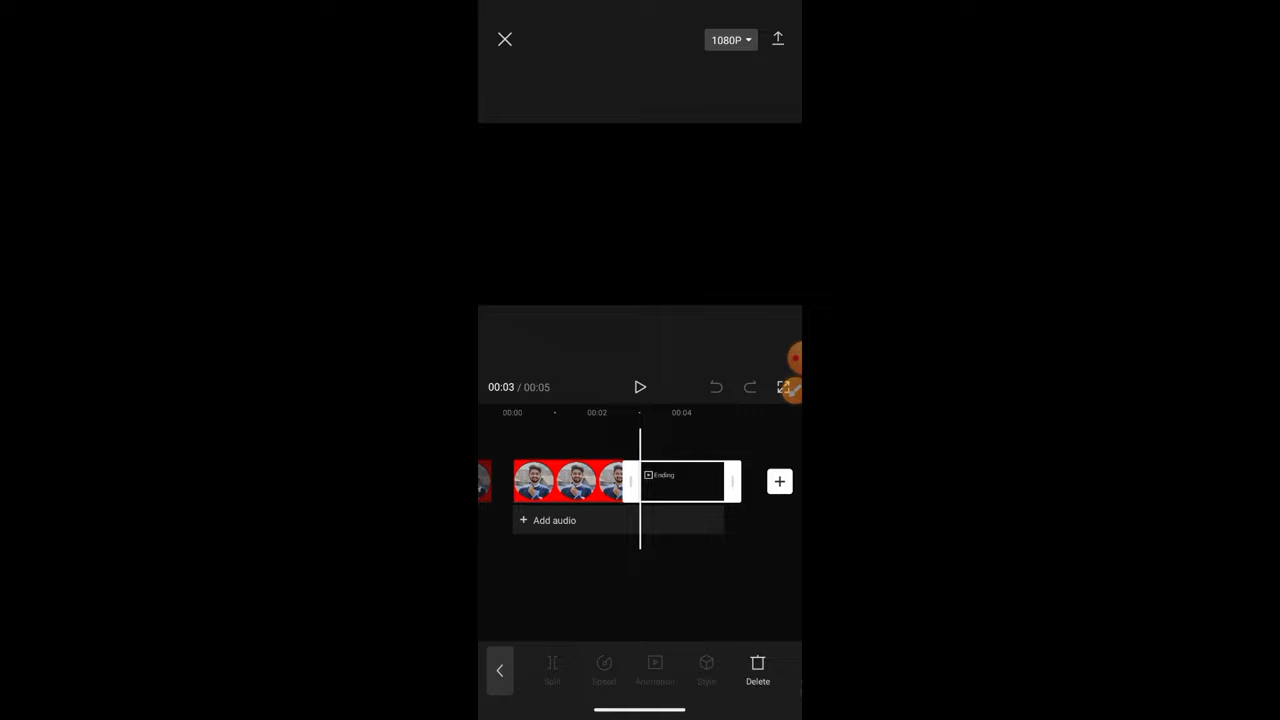 1080P
00:03 / 00:05
00:00 00:02 00:04
Ending
+ Add audio
Split Speed Animation Style Delete